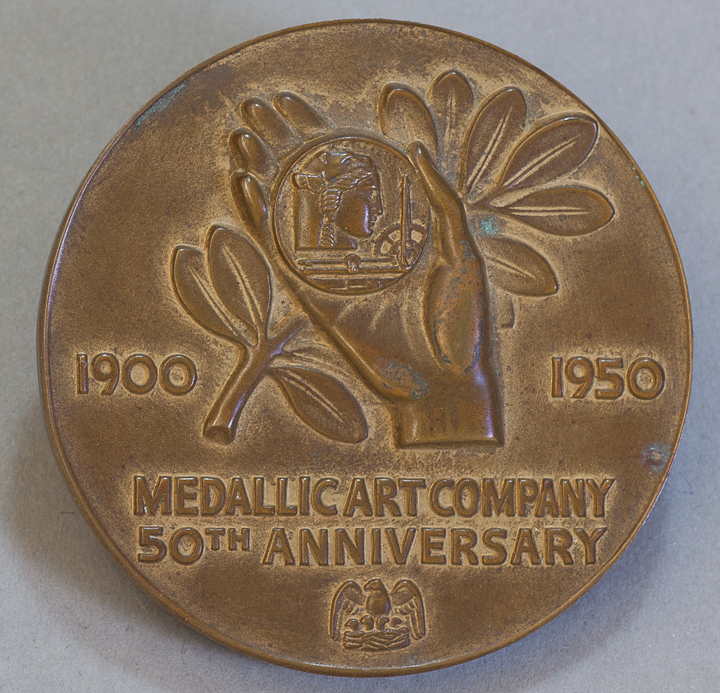 1900 1950
MEDALLIC ART COMPANY
50TH ANNIVERSARY